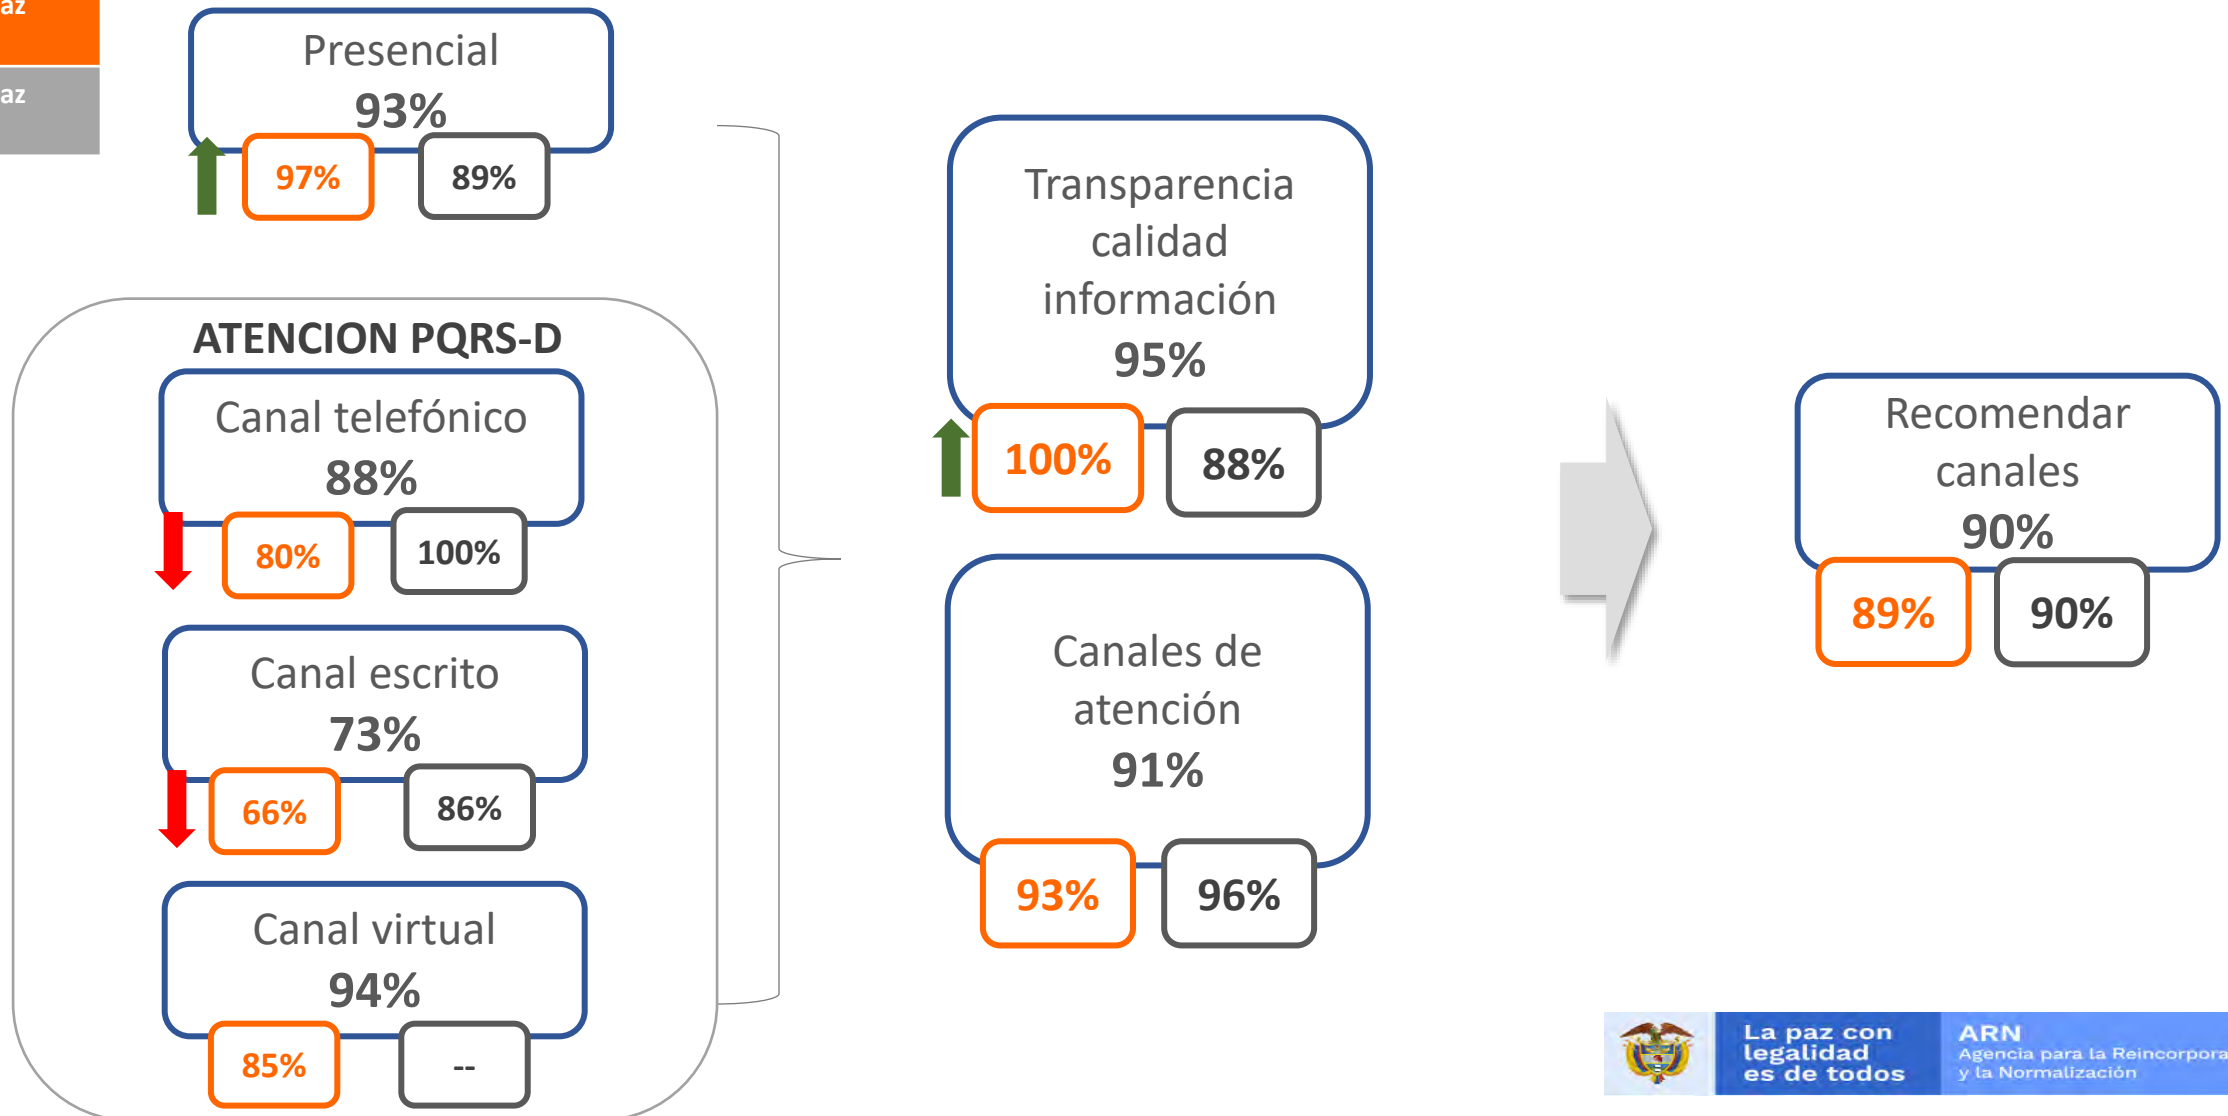 az
az
Presencial
93%
97%
89%
ATENCION PQRS-D
Canal telefónico
88%
80%
100%
Canal escrito
73%
66%
86%
Canal virtual
94%
85%
--
Transparencia
calidad
información
95%
100%
88%
Canales de
atención
91%
93%
96%
Recomendar
canales
90%
89%
90%
La paz con
legalidad
es de todos
ARN
Agencia para la Reincorpora
y la Normalización